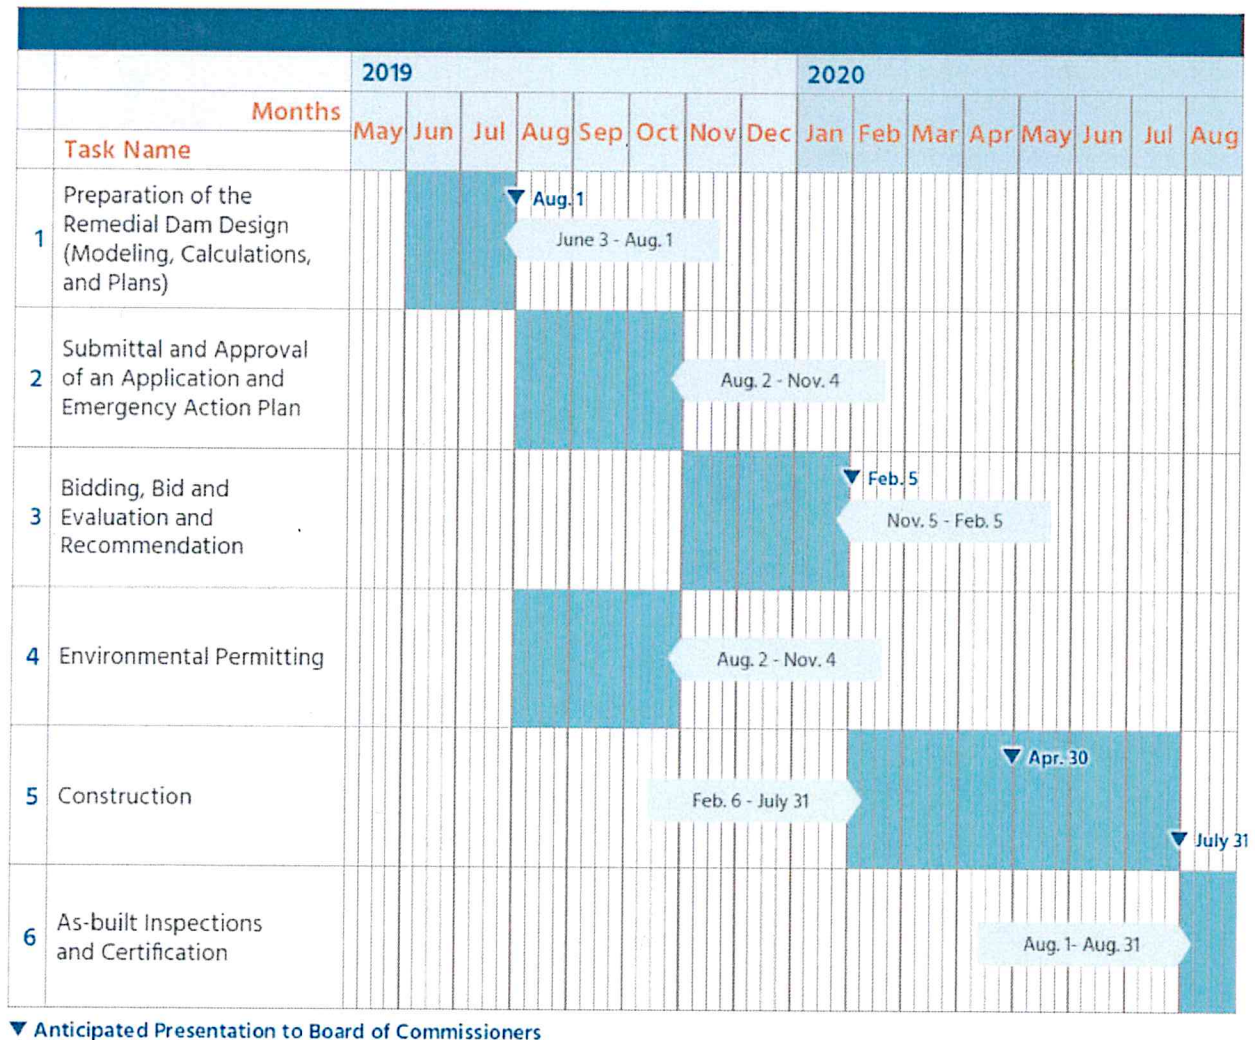 2019 2020
Months
May Jun Jul Aug Sep Oct Nov Dec Jan Feb Mar Apr May Jun Jul Aug
Task Name
1
Preparation of the
Remedial Dam Design
(Modeling, Calculations,
and Plans)
▼ Aug. 1
June 3 - Aug. 1
2
Submittal and Approval
of an Application and
Emergency Action Plan
Aug. 2 - Nov. 4
3
Bidding, Bid and
Evaluation and
Recommendation
▼ Feb. 5
Nov. 5 - Feb. 5
4
Environmental Permitting
Aug. 2 - Nov. 4
5
Construction
▼ Apr. 30
Feb. 6 - July 31
▼ July 31
6
As-built Inspections
and Certification
Aug. 1- Aug. 31
▼ Anticipated Presentation to Board of Commissioners